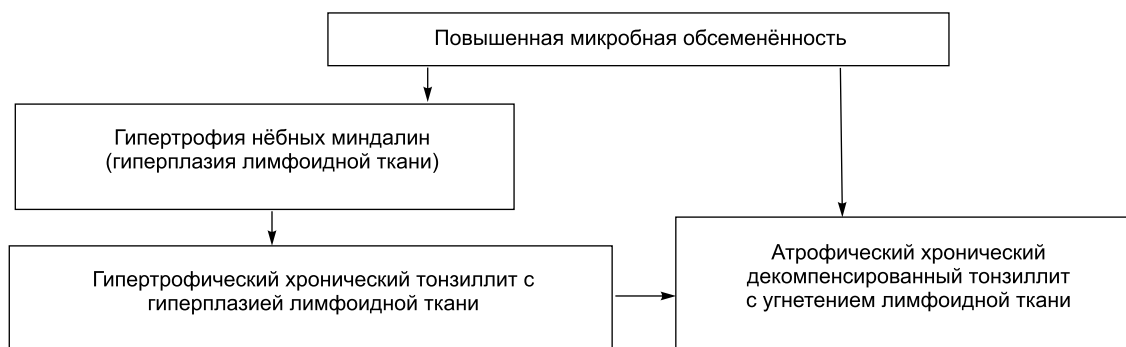 Повышенная микробная обсеменённость
Гипертрофия нёбных миндалин
(гиперплазия лимфоидной ткани)
Гипертрофический хронический тонзиллит с
гиперплазией лимфоидной ткани
Атрофический хронический
декомпенсированный тонзиллит
с угнетением лимфоидной ткани